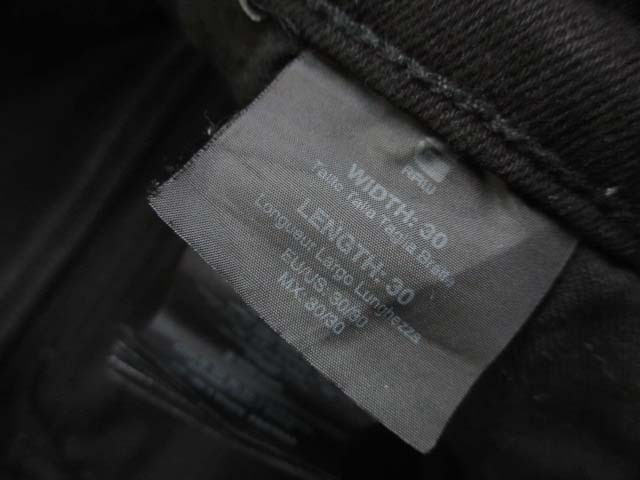 G
RAW
WIDTH: 30
Taille Talla Taglia Breite
LENGTH: 30
Longueur Largo Lunghezza
EU/US: 30/30
MX: 30/30